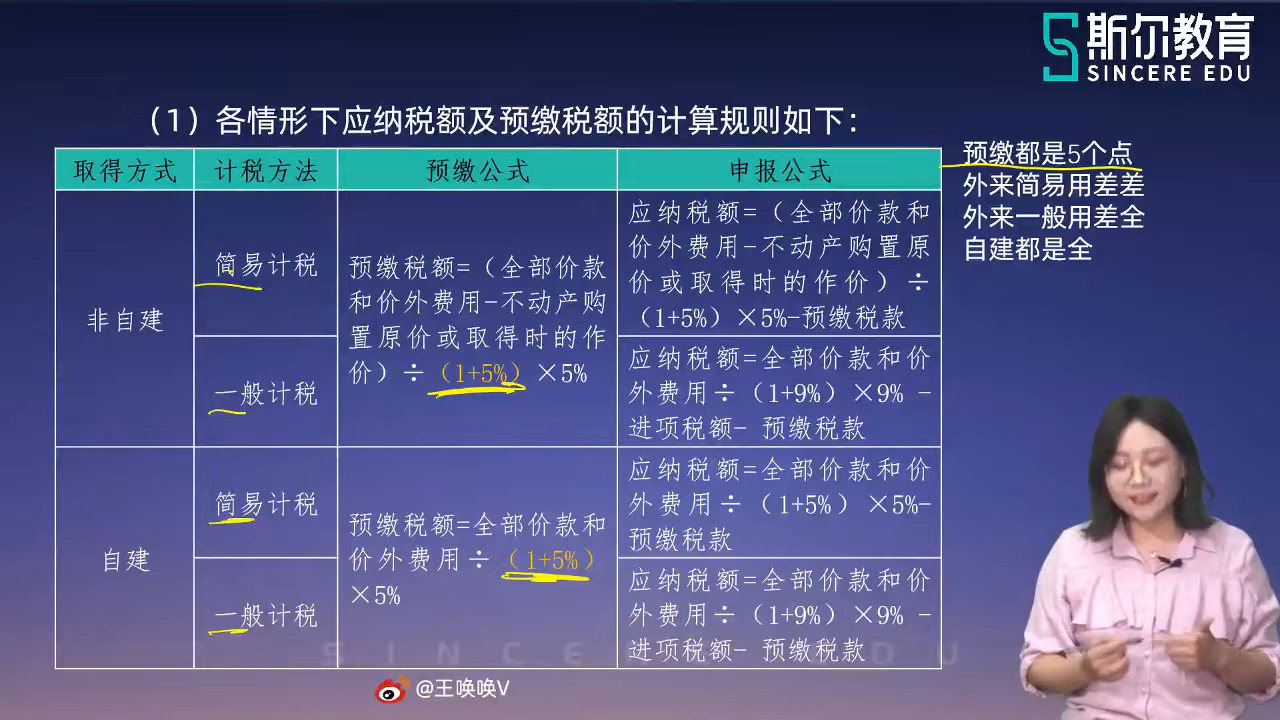 斯尔教育
SINCERE EDU
（1）各情形下应纳税额及预缴税额的计算规则如下：
预缴都是5个点
外来简易用差差
外来一般用差全
自建都是全
取得方式 计税方法 预缴公式 申报公式
非自建
简易计税
一般计税
预缴税额=（全部价款
和价外费用-不动产购
置原价或取得时的作
价）÷（1+5%）×5%
应纳税额=（全部价款和
价外费用-不动产购置原
价或取得时的作价）÷
（1+5%）×5%-预缴税款
应纳税额=全部价款和价
外费用÷（1+9%）×9% -
进项税额- 预缴税款
自建
简易计税
一般计税
预缴税额=全部价款和
价外费用÷（1+5%）
×5%
应纳税额=全部价款和价
外费用÷（1+5%）×5%-
预缴税款
应纳税额=全部价款和价
外费用÷（1+9%）×9% -
进项税额- 预缴税款
SINCERE EDU
@王唤唤V